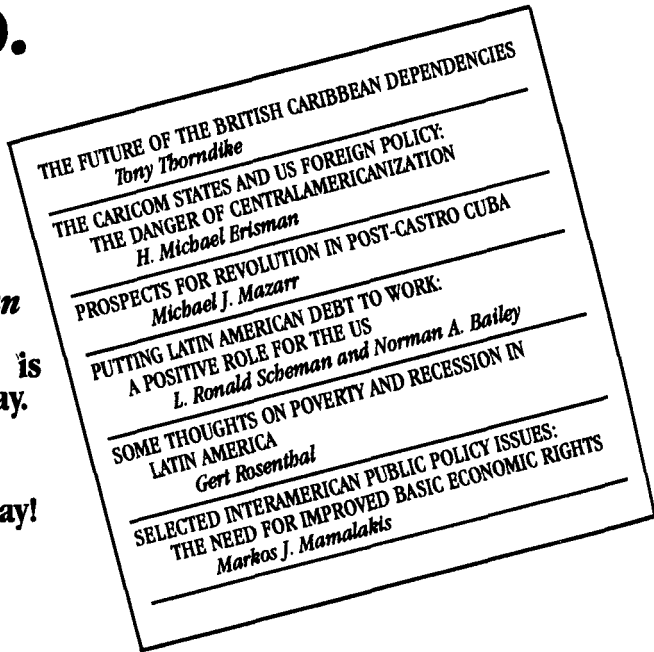 ).
n
is
ay.
ay!
THE FUTURE OF THE BRITISH CARIBBEAN DEPENDENCIES
Tony Thorndike
THE CARICOM STATES AND US FOREIGN POLICY:
THE DANGER OF CENTRALAMERICANIZATION
H. Michael Erisman
PROSPECTS FOR REVOLUTION IN POST-CASTRO CUBA
Michael J. Mazarr
PUTTING LATIN AMERICAN DEBT TO WORK:
A POSITIVE ROLE FOR THE US
L. Ronald Scheman and Norman A. Bailey
SOME THOUGHTS ON POVERTY AND RECESSION IN
LATIN AMERICA
Gert Rosenthal
SELECTED INTERAMERICAN PUBLIC POLICY ISSUES:
THE NEED FOR IMPROVED BASIC ECONOMIC RIGHTS
Markos J. Mamalakis